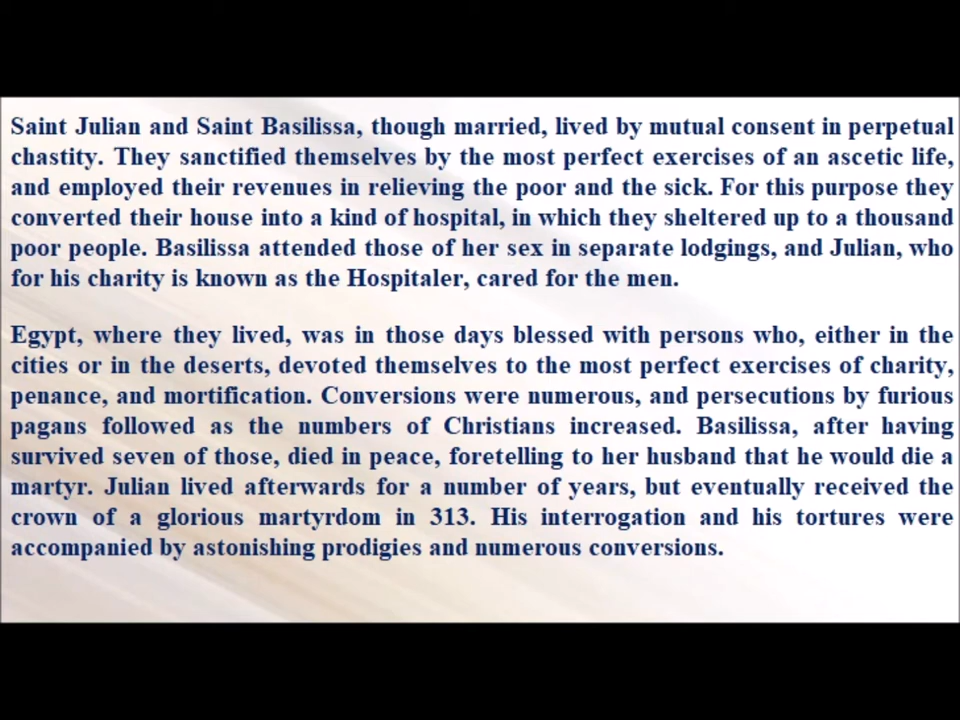 Saint Julian and Saint Basilissa, though married, lived by mutual consent in perpetual
chastity. They sanctified themselves by the most perfect exercises of an ascetic life,
and employed their revenues in relieving the poor and the sick. For this purpose they
converted their house into a kind of hospital, in which they sheltered up to a thousand
poor people. Basilissa attended those of her sex in separate lodgings, and Julian, who
for his charity is known as the Hospitaler, cared for the men.
Egypt, where they lived, was in those days blessed with persons who, either in the
cities or in the deserts, devoted themselves to the most perfect exercises of charity,
penance, and mortification. Conversions were numerous, and persecutions by furious
pagans followed as the numbers of Christians increased. Basilissa, after having
survived seven of those, died in peace, foretelling to her husband that he would die a
martyr. Julian lived afterwards for a number of years, but eventually received the
crown of a glorious martyrdom in 313. His interrogation and his tortures were
accompanied by astonishing prodigies and numerous conversions.